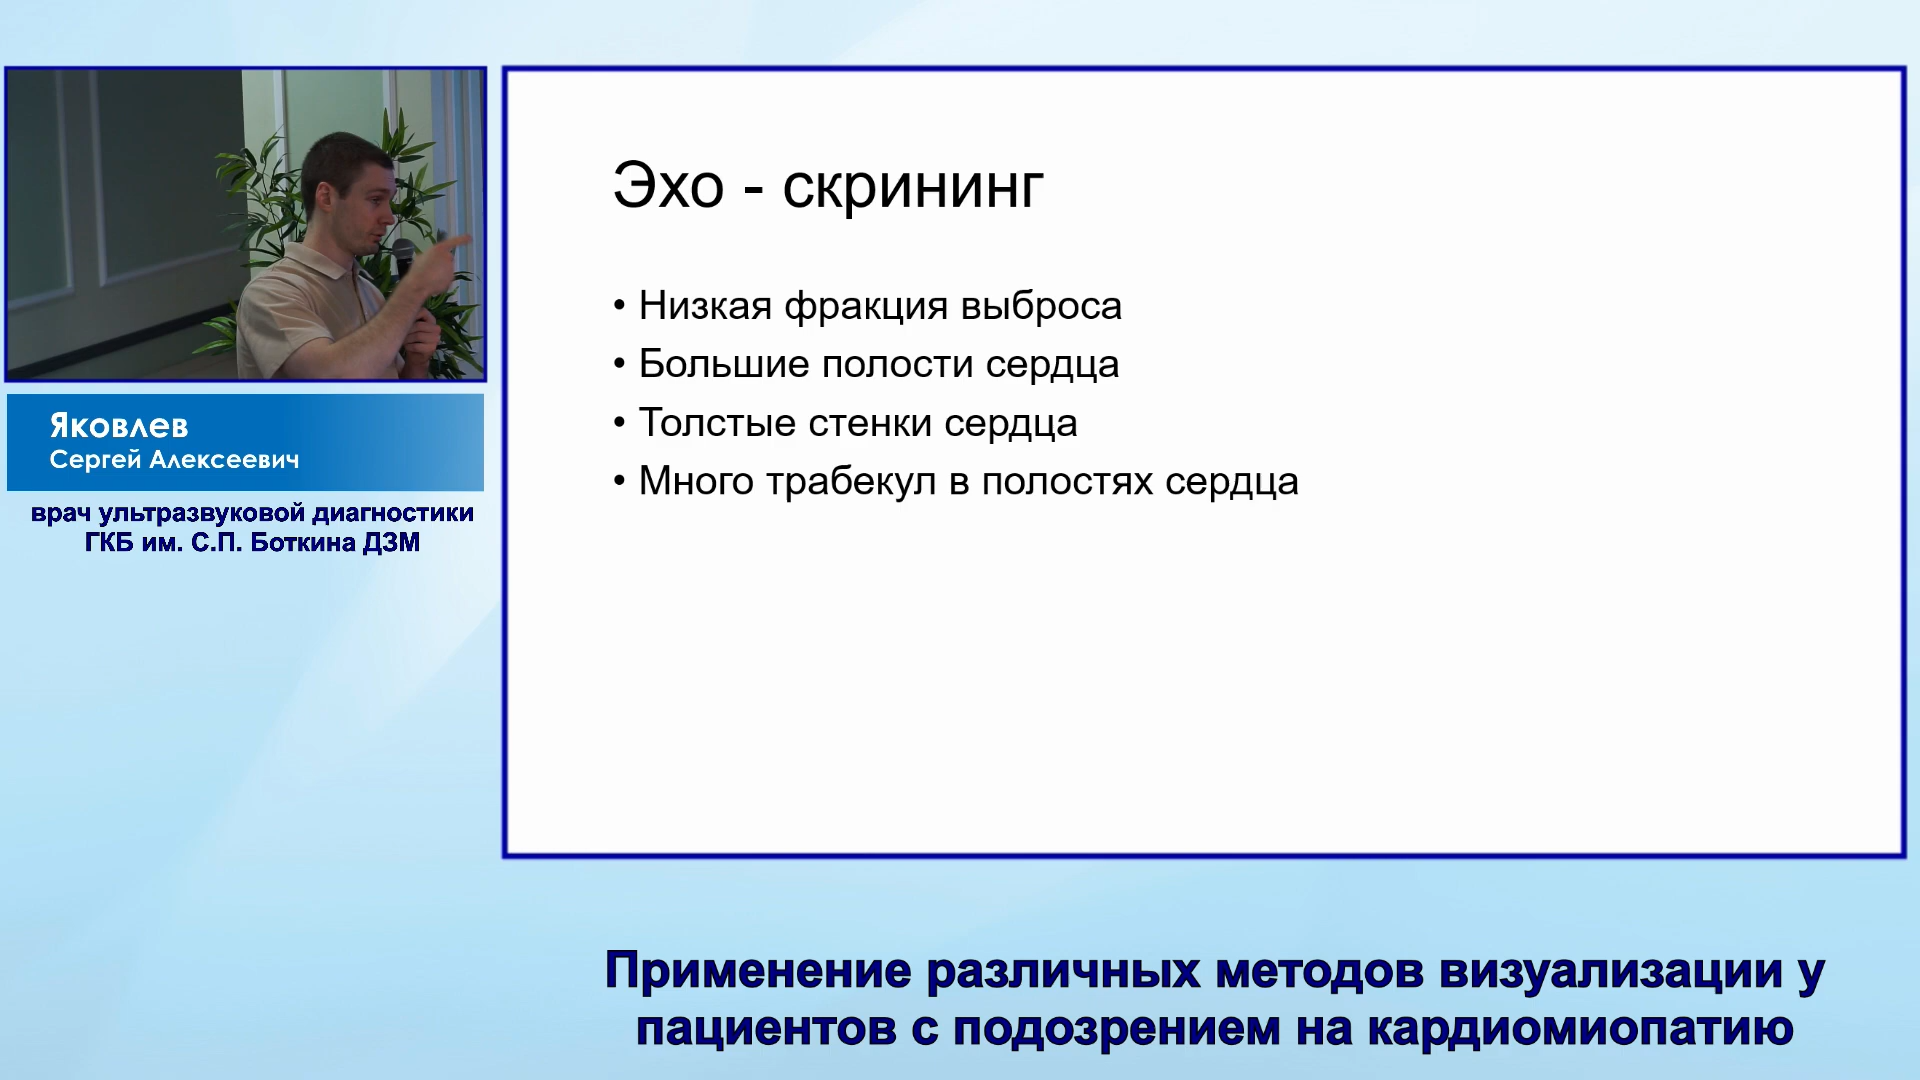 Яковлев
Сергей Алексеевич
врач ультразвуковой диагностики
ГКБ им. С.П. Боткина ДЗМ
Эхо - скрининг
• Низкая фракция выброса
• Большие полости сердца
• Толстые стенки сердца
• Много трабекул в полостях сердца
Применение различных методов визуализации у
пациентов с подозрением на кардиомиопатию